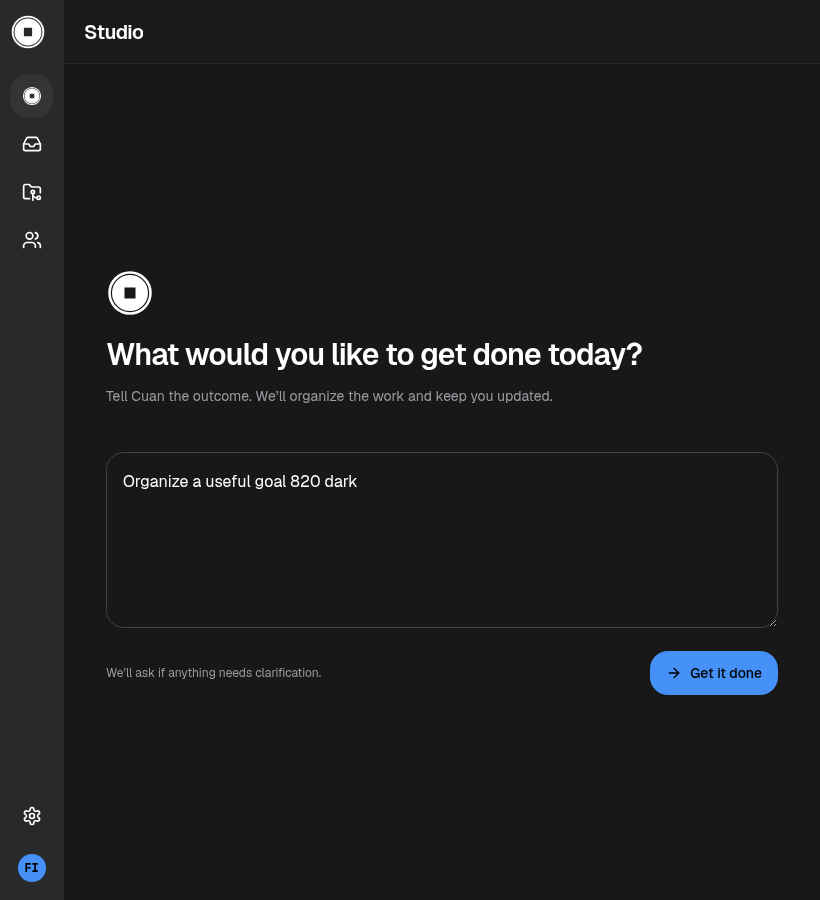 Studio
What would you like to get done today?
Tell Cuan the outcome. We’ll organize the work and keep you updated.
Organize a useful goal 820 dark
We’ll ask if anything needs clarification.
Get it done
FI